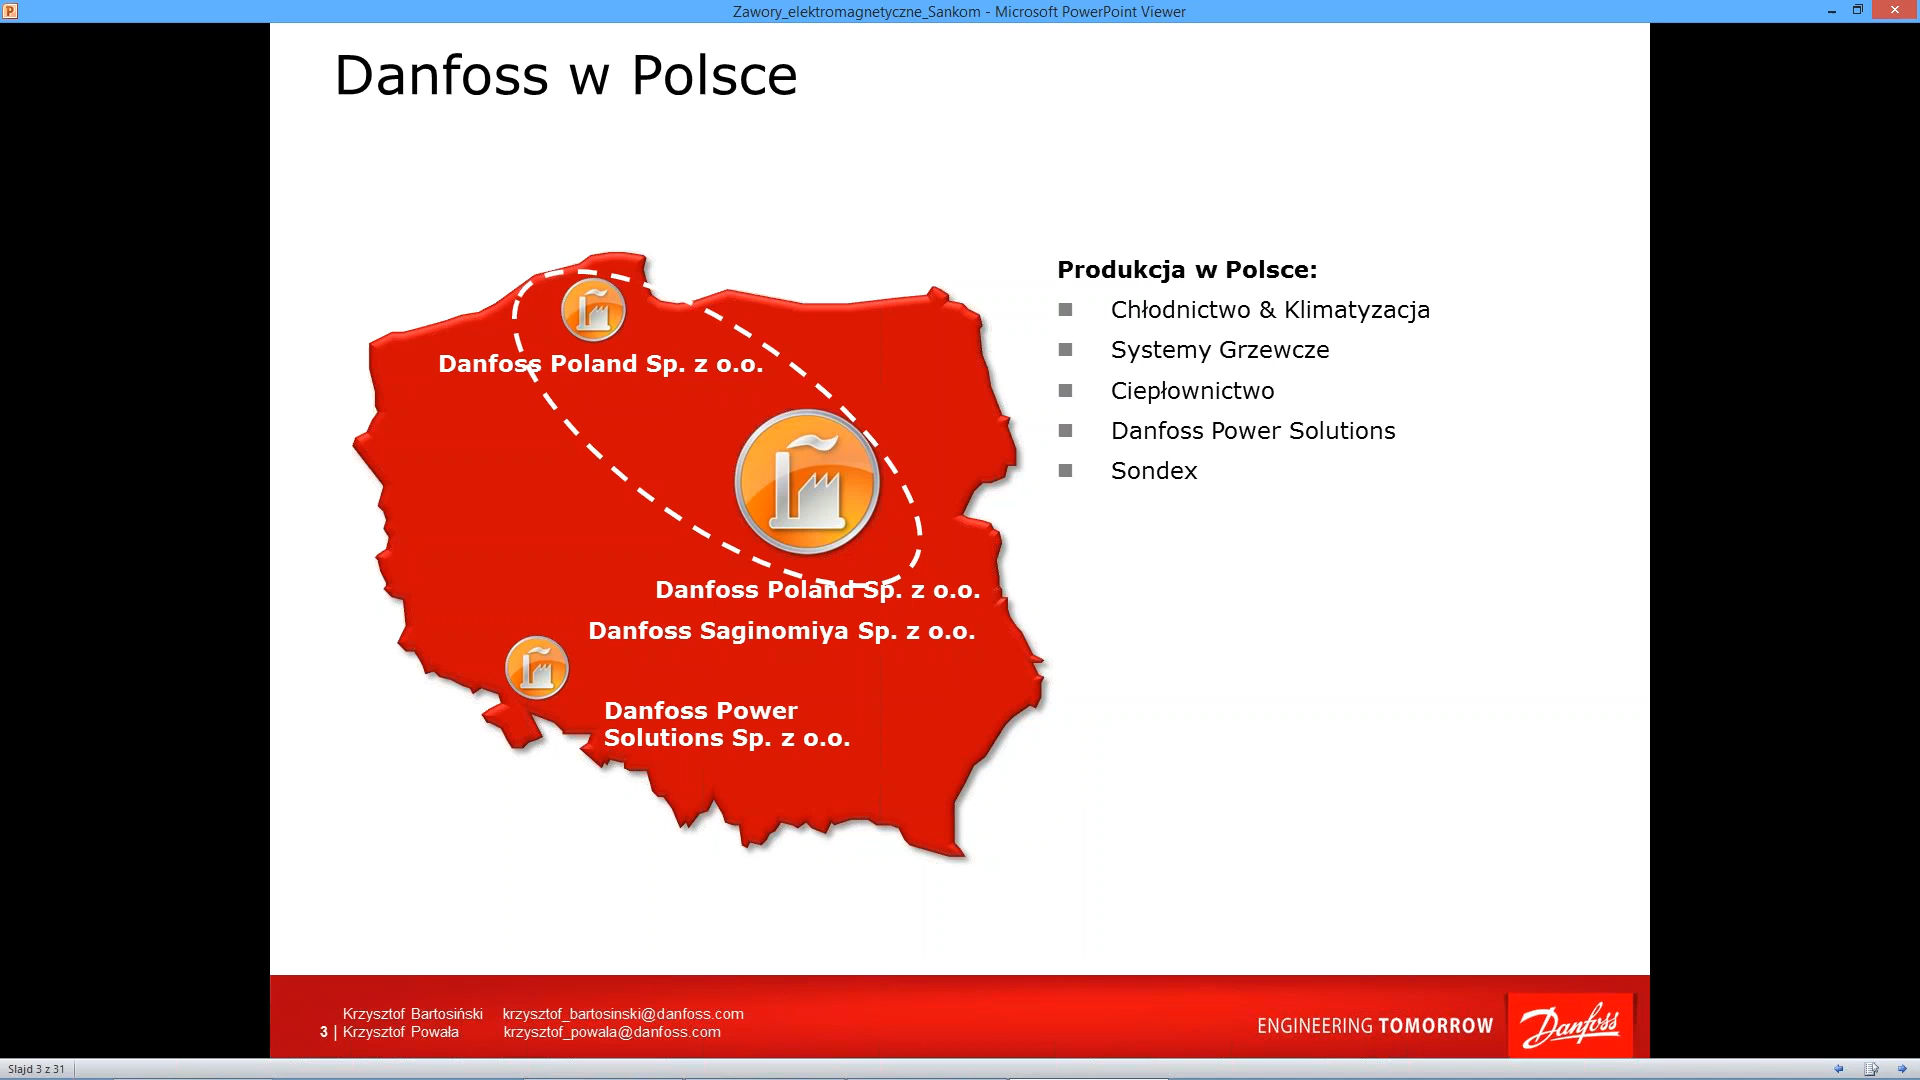 Zawory_elektromagnetyczne_Sankom - Microsoft PowerPoint Viewer
Danfoss w Polsce
Danfoss Poland Sp. z o.o.
Danfoss Poland Sp. z o.o.
Danfoss Saginomiya Sp. z o.o.
Danfoss Power
Solutions Sp. z o.o.
Produkcja w Polsce:
Chłodnictwo & Klimatyzacja
Systemy Grzewcze
Ciepłownictwo
Danfoss Power Solutions
Sondex
Krzysztof Bartosiński krzysztof_bartosinski@danfoss.com
3 | Krzysztof Powała krzysztof_powala@danfoss.com
ENGINEERING TOMORROW
Danfoss
Slajd 3 z 31